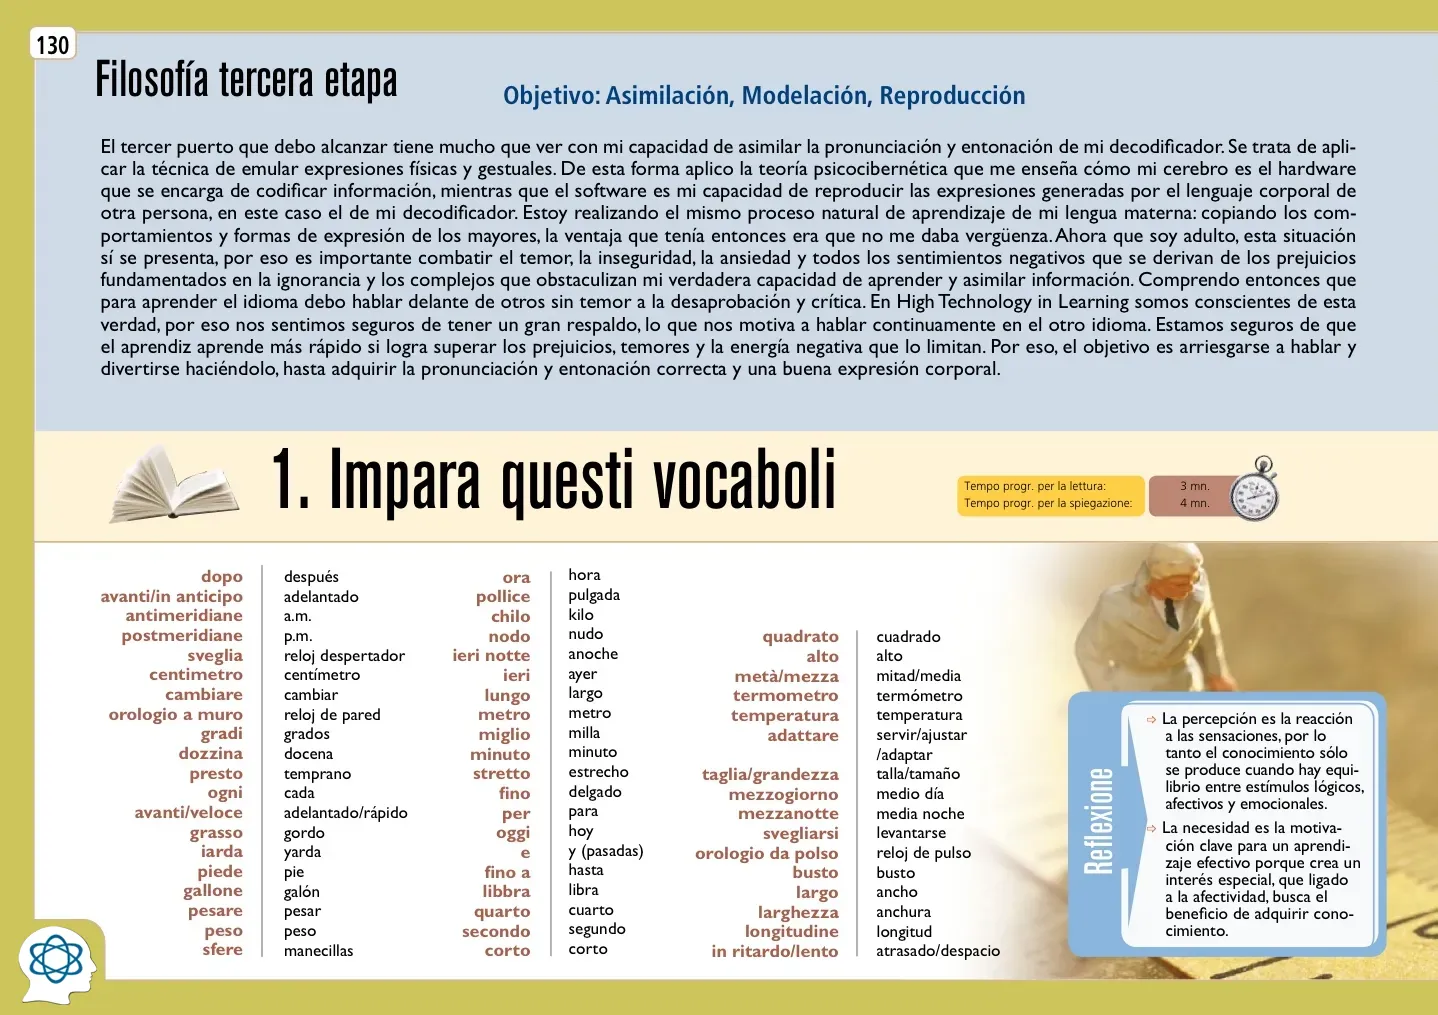 130
Filosofía tercera etapa
Objetivo: Asimilación, Modelación, Reproducción
El tercer puerto que debo alcanzar tiene mucho que ver con mi capacidad de asimilar la pronunciación y entonación de mi decodificador. Se trata de apli-
car la técnica de emular expresiones físicas y gestuales. De esta forma aplico la teoría psicocibernética que me enseña cómo mi cerebro es el hardware
que se encarga de codificar información, mientras que el software es mi capacidad de reproducir las expresiones generadas por el lenguaje corporal de
otra persona, en este caso el de mi decodificador. Estoy realizando el mismo proceso natural de aprendizaje de mi lengua materna: copiando los com-
portamientos y formas de expresión de los mayores, la ventaja que tenía entonces era que no me daba vergüenza. Ahora que soy adulto, esta situación
sí se presenta, por eso es importante combatir el temor, la inseguridad, la ansiedad y todos los sentimientos negativos que se derivan de los prejuicios
fundamentados en la ignorancia y los complejos que obstaculizan mi verdadera capacidad de aprender y asimilar información. Comprendo entonces que
para aprender el idioma debo hablar delante de otros sin temor a la desaprobación y crítica. En High Technology in Learning somos conscientes de esta
verdad, por eso nos sentimos seguros de tener un gran respaldo, lo que nos motiva a hablar continuamente en el otro idioma. Estamos seguros de que
el aprendiz aprende más rápido si logra superar los prejuicios, temores y la energía negativa que lo limitan. Por eso, el objetivo es arriesgarse a hablar y
divertirse haciéndolo, hasta adquirir la pronunciación y entonación correcta y una buena expresión corporal.
1. Impara questi vocaboli
Tempo progr. per la lettura: 3 mn.
Tempo progr. per la spiegazione: 4 mn.
dopo después
avanti/in anticipo adelantado
antimeridiane a.m.
postmeridiane p.m.
sveglia reloj despertador
centimetro centímetro
cambiare cambiar
orologio a muro reloj de pared
gradi grados
dozzina docena
presto temprano
ogni cada
avanti/veloce adelantado/rápido
grasso gordo
iarda yarda
piede pie
gallone galón
pesare pesar
peso peso
sfere manecillas
ora hora
pollice pulgada
chilo kilo
nodo nudo
ieri notte anoche
ieri ayer
lungo largo
metro metro
miglio milla
minuto minuto
stretto estrecho
fino delgado
per para
oggi hoy
e y (pasadas)
fino a hasta
libbra libra
quarto cuarto
secondo segundo
corto corto
quadrato cuadrado
alto alto
metà/mezza mitad/media
termometro termómetro
temperatura temperatura
adattare servir/ajustar
/adaptar
taglia/grandezza talla/tamaño
mezzogiorno medio día
mezzanotte media noche
svegliarsi levantarse
orologio da polso reloj de pulso
busto busto
largo ancho
larghezza anchura
longitudine longitud
in ritardo/lento atrasado/despacio
Reflexione
⇨ La percepción es la reacción
a las sensaciones, por lo
tanto el conocimiento sólo
se produce cuando hay equi-
librio entre estímulos lógicos,
afectivos y emocionales.
⇨ La necesidad es la motiva-
ción clave para un aprendi-
zaje efectivo porque crea un
interés especial, que ligado
a la afectividad, busca el
beneficio de adquirir cono-
cimiento.